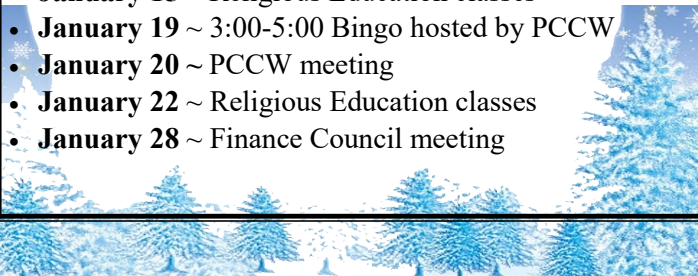 • January 19 ~ 3:00-5:00 Bingo hosted by PCCW
• January 20 ~ PCCW meeting
• January 22 ~ Religious Education classes
• January 28 ~ Finance Council meeting